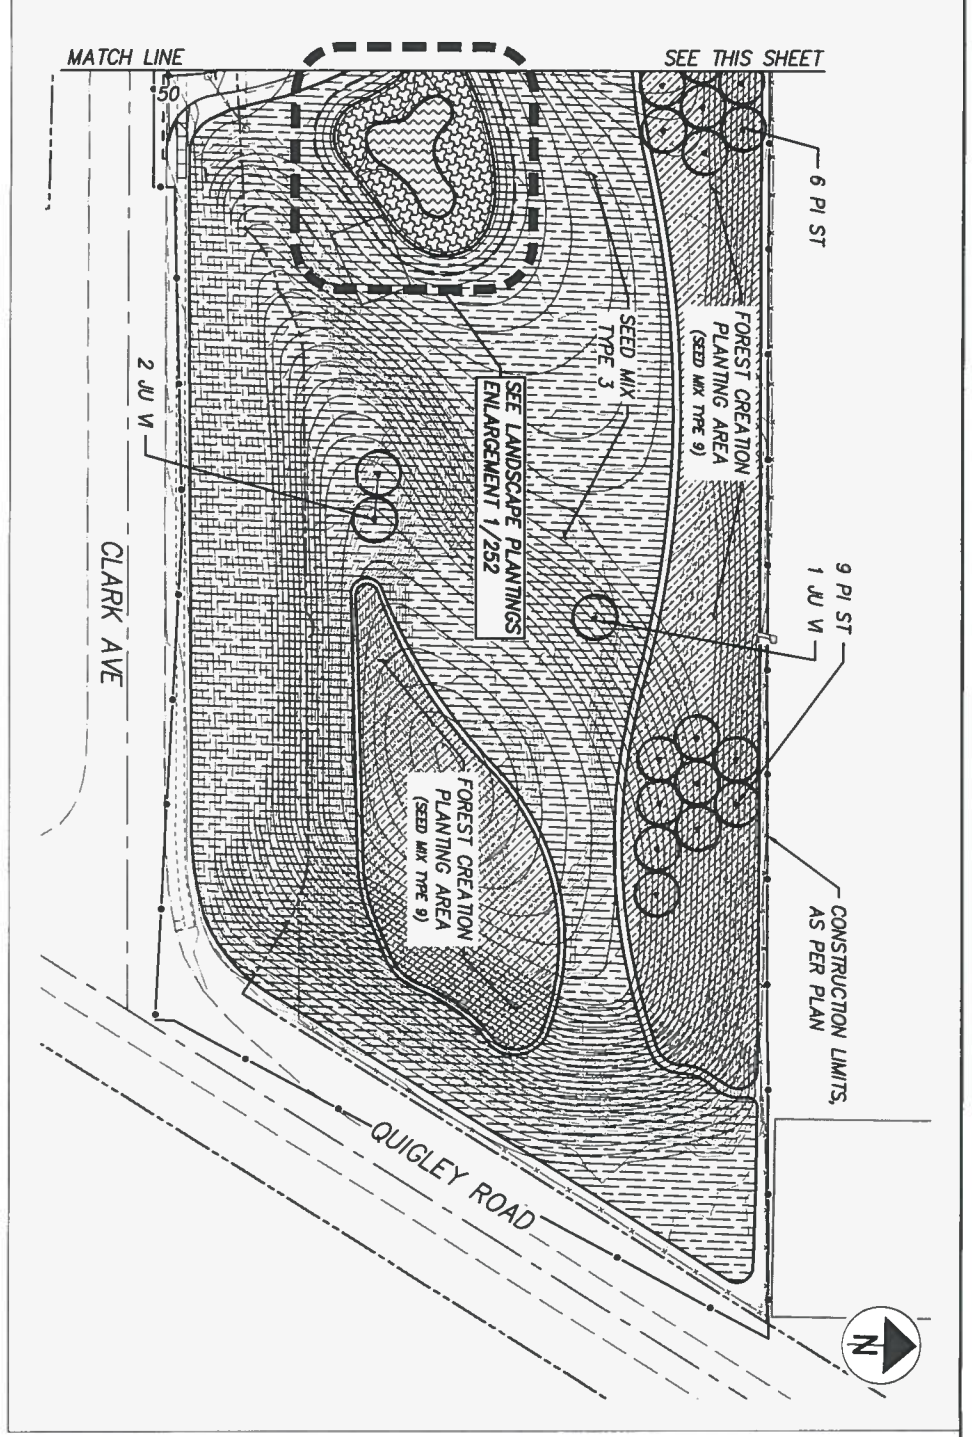 MATCH LINE
SEE THIS SHEET
50
6 PI ST
FOREST CREATION
PLANTING AREA
(SEED MIX TYPE 9)
SEED MIX
TYPE 3
SEE LANDSCAPE PLANTINGS
ENLARGEMENT 1/252
2 JU VI
9 PI ST
1 JU VI
CLARK AVE
FOREST CREATION
PLANTING AREA
(SEED MIX TYPE 9)
CONSTRUCTION LIMITS,
AS PER PLAN
QUIGLEY ROAD
N